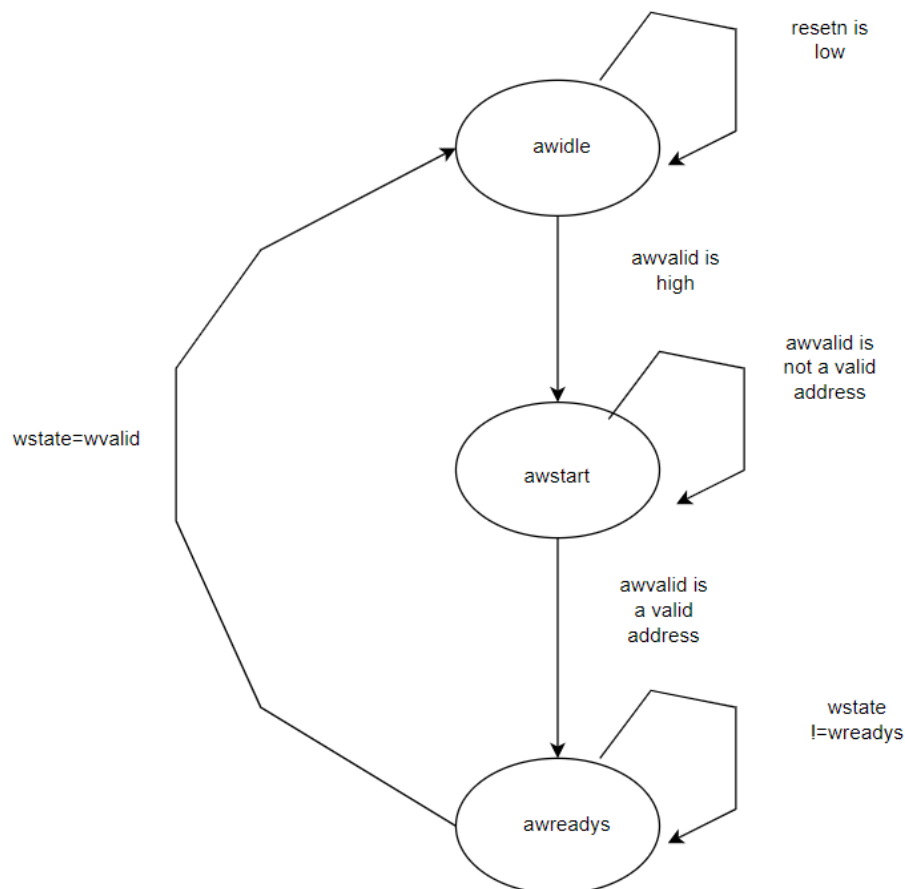 resetn is
low
awidle
awvalid is
high
awvalid is
not a valid
address
wstate=wvalid
awstart
awvalid is
a valid
address
wstate
!=wreadys
awreadys